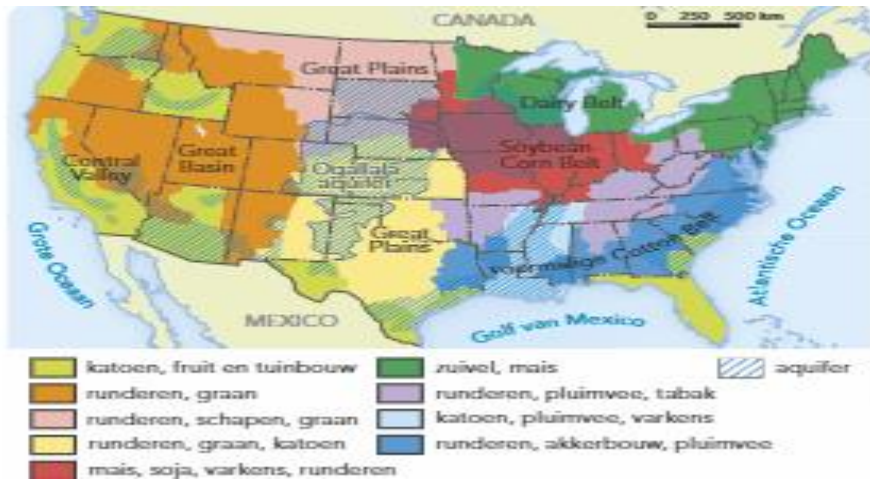 CANADA
0 250 500 km
Great Plains
Dairy Belt
Soybean
Corn Belt
Central
Valley
Great
Basin
Ogallala
aquifer
Great
Plains
voormalige Cotton Belt
Grote Oceaan
Atlantische Oceaan
MEXICO
Golf van Mexico
katoen, fruit en tuinbouw
runderen, graan
runderen, schapen, graan
runderen, graan, katoen
mais, soja, varkens, runderen
zuivel, mais
runderen, pluimvee, tabak
katoen, pluimvee, varkens
runderen, akkerbouw, pluimvee
aquifer